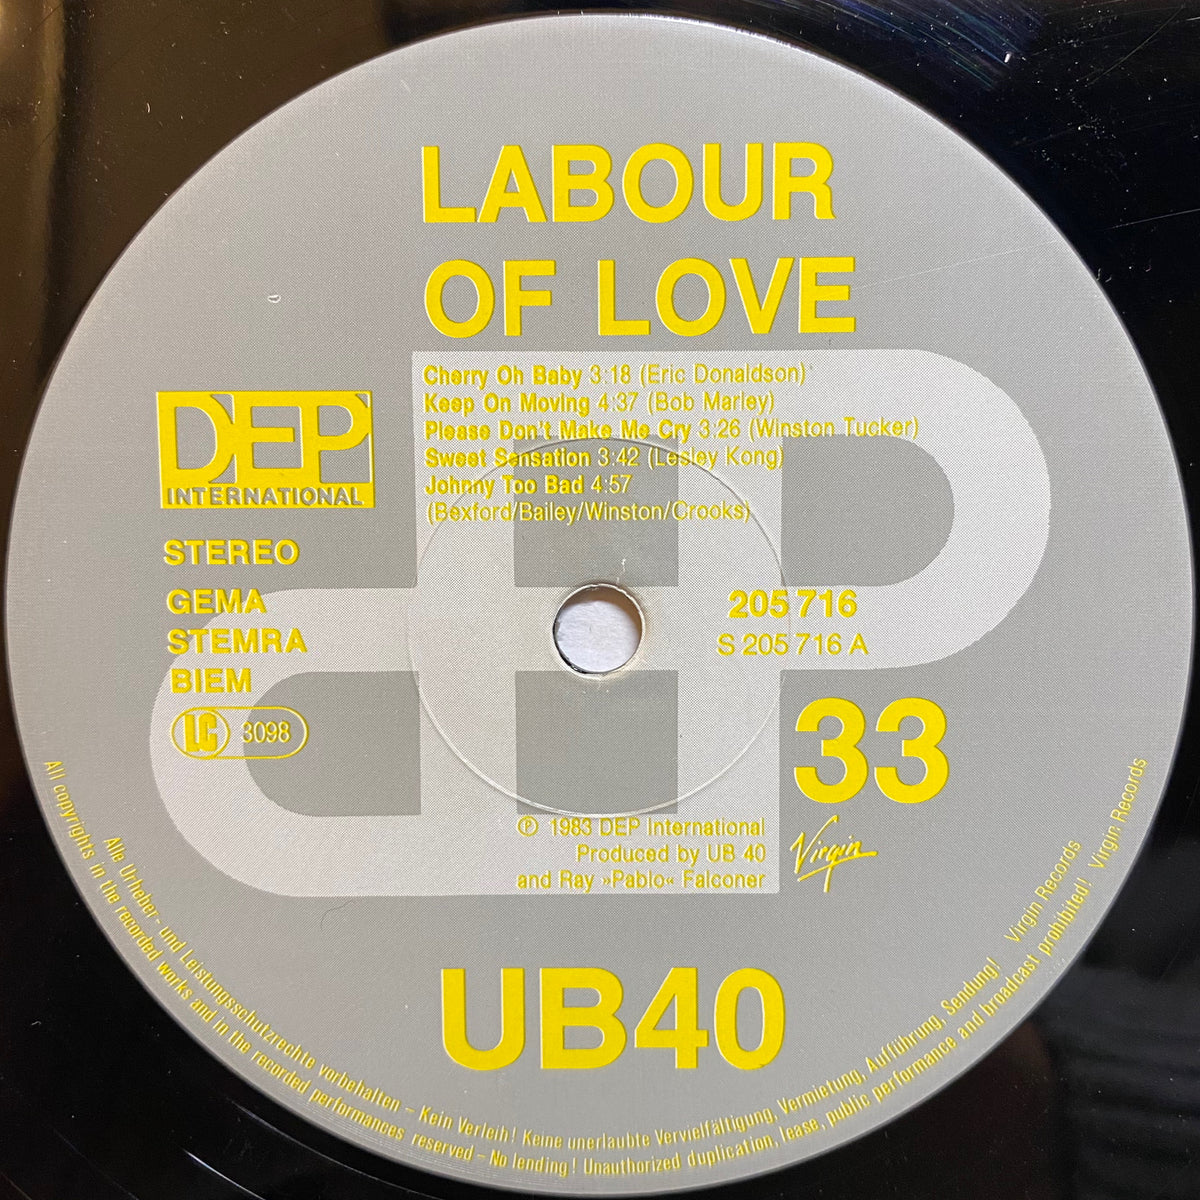 LABOUR
OF LOVE
Cherry Oh Baby 3:18 (Eric Donaldson)
Keep On Moving 4:37 (Bob Marley)
Please Don't Make Me Cry 3:26 (Winston Tucker)
Sweet Sensation 3:42 (Lesley Kong)
Johnny Too Bad 4:57
(Bexford/Bailey/Winston/Crooks)
DEP
INTERNATIONAL
STEREO
GEMA
STEMRA
BIEM
LC 3098
205 716
S 205 716 A
33
℗ 1983 DEP International
Produced by UB 40
and Ray »Pablo« Falconer
Virgin
UB40
Alle Urheber- und Leistungsschutzrechte vorbehalten – Kein Verleih! Keine unerlaubte Vervielfältigung, Vermietung, Aufführung, Sendung! Virgin Records
All copyrights in the recorded works and in the recorded performances reserved – No lending! Unauthorized duplication, lease, public performance and broadcast prohibited! Virgin Records